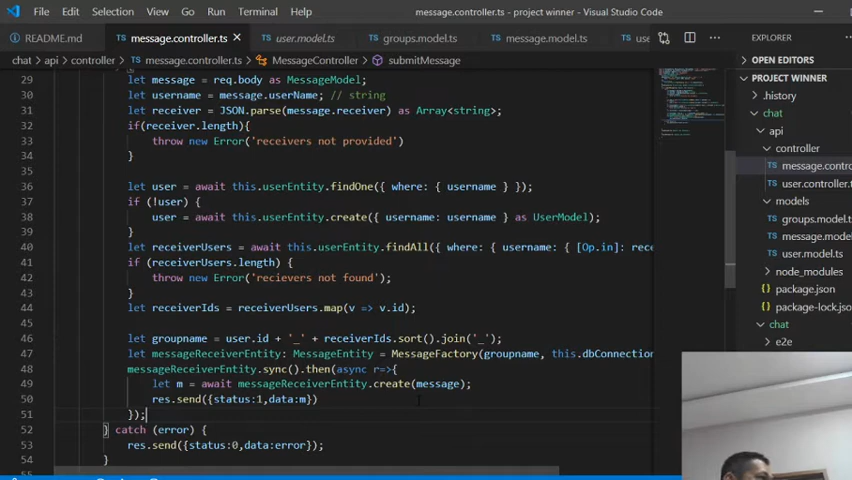 File Edit Selection View Go Run Terminal Help message.controller.ts - project winner - Visual Studio Code
README.md TS message.controller.ts TS user.model.ts TS groups.model.ts TS message.model.ts TS use
EXPLORER
chat > api > controller > TS message.controller.ts > MessageController > submitMessage
OPEN EDITORS
PROJECT WINNER
.history
chat
api
controller
TS message.contro
TS user.controller.t
models
TS groups.model.ts
TS message.model.ts
TS user.model.ts
node_modules
package.json
package-lock.json
chat
e2e
29 let message = req.body as MessageModel;
30 let username = message.userName; // string
31 let receiver = JSON.parse(message.receiver) as Array<string>;
32 if(receiver.length){
33 throw new Error('receivers not provided')
34 }
35
36 let user = await this.userEntity.findOne({ where: { username } });
37 if (!user) {
38 user = await this.userEntity.create({ username: username } as UserModel);
39 }
40 let receiverUsers = await this.userEntity.findAll({ where: { username: { [Op.in]: rece
41 if (receiverUsers.length) {
42 throw new Error('recievers not found');
43 }
44 let receiverIds = receiverUsers.map(v => v.id);
45
46 let groupname = user.id + '_' + receiverIds.sort().join('_');
47 let messageReceiverEntity: MessageEntity = MessageFactory(groupname, this.dbConnection
48 messageReceiverEntity.sync().then(async r=>{
49 let m = await messageReceiverEntity.create(message);
50 res.send({status:1,data:m})
51 });
52 } catch (error) {
53 res.send({status:0,data:error});
54 }